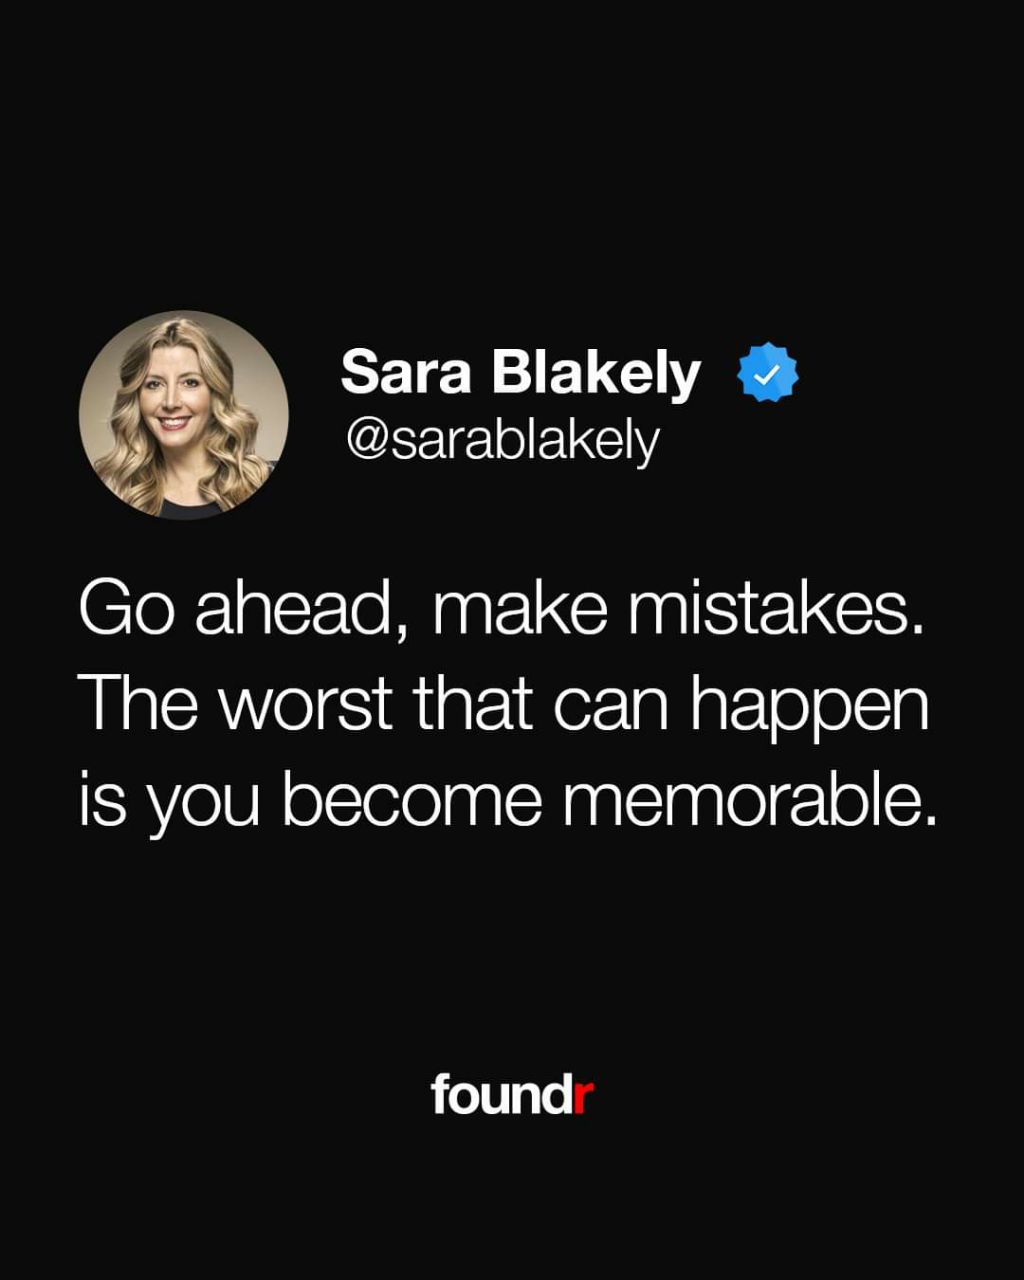 Sara Blakely
@sarablakely
Go ahead, make mistakes.
The worst that can happen
is you become memorable.
foundr